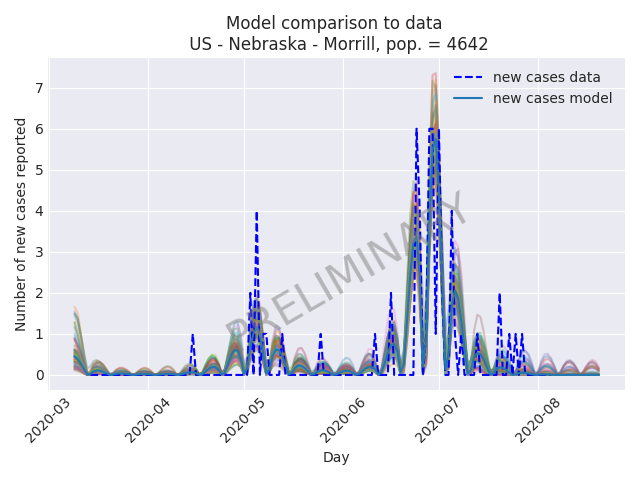 Model comparison to data
US - Nebraska - Morrill, pop. = 4642
new cases data
new cases model
Number of new cases reported
7
6
5
4
3
2
1
0
PRELIMINARY
2020-03
2020-04
2020-05
2020-06
2020-07
2020-08
Day